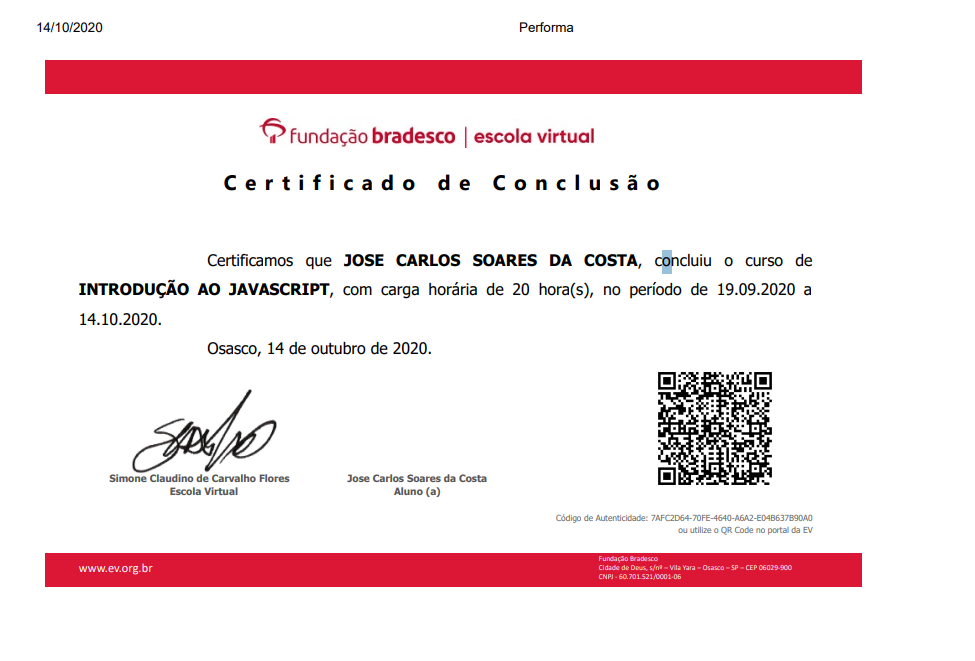 14/10/2020 Performa
fundação bradesco | escola virtual
Certificado de Conclusão
Certificamos que JOSE CARLOS SOARES DA COSTA, concluiu o curso de
INTRODUÇÃO AO JAVASCRIPT, com carga horária de 20 hora(s), no período de 19.09.2020 a
14.10.2020.
Osasco, 14 de outubro de 2020.
Simone Claudino de Carvalho Flores
Escola Virtual
Jose Carlos Soares da Costa
Aluno (a)
Código de Autenticidade: 7AFC2D64-70FE-4640-A6A2-E04B637B90A0
ou utilize o QR Code no portal da EV
www.ev.org.br
Fundação Bradesco
Cidade de Deus, s/nº – Vila Yara – Osasco – SP – CEP 06029-900
CNPJ - 60.701.521/0001-06